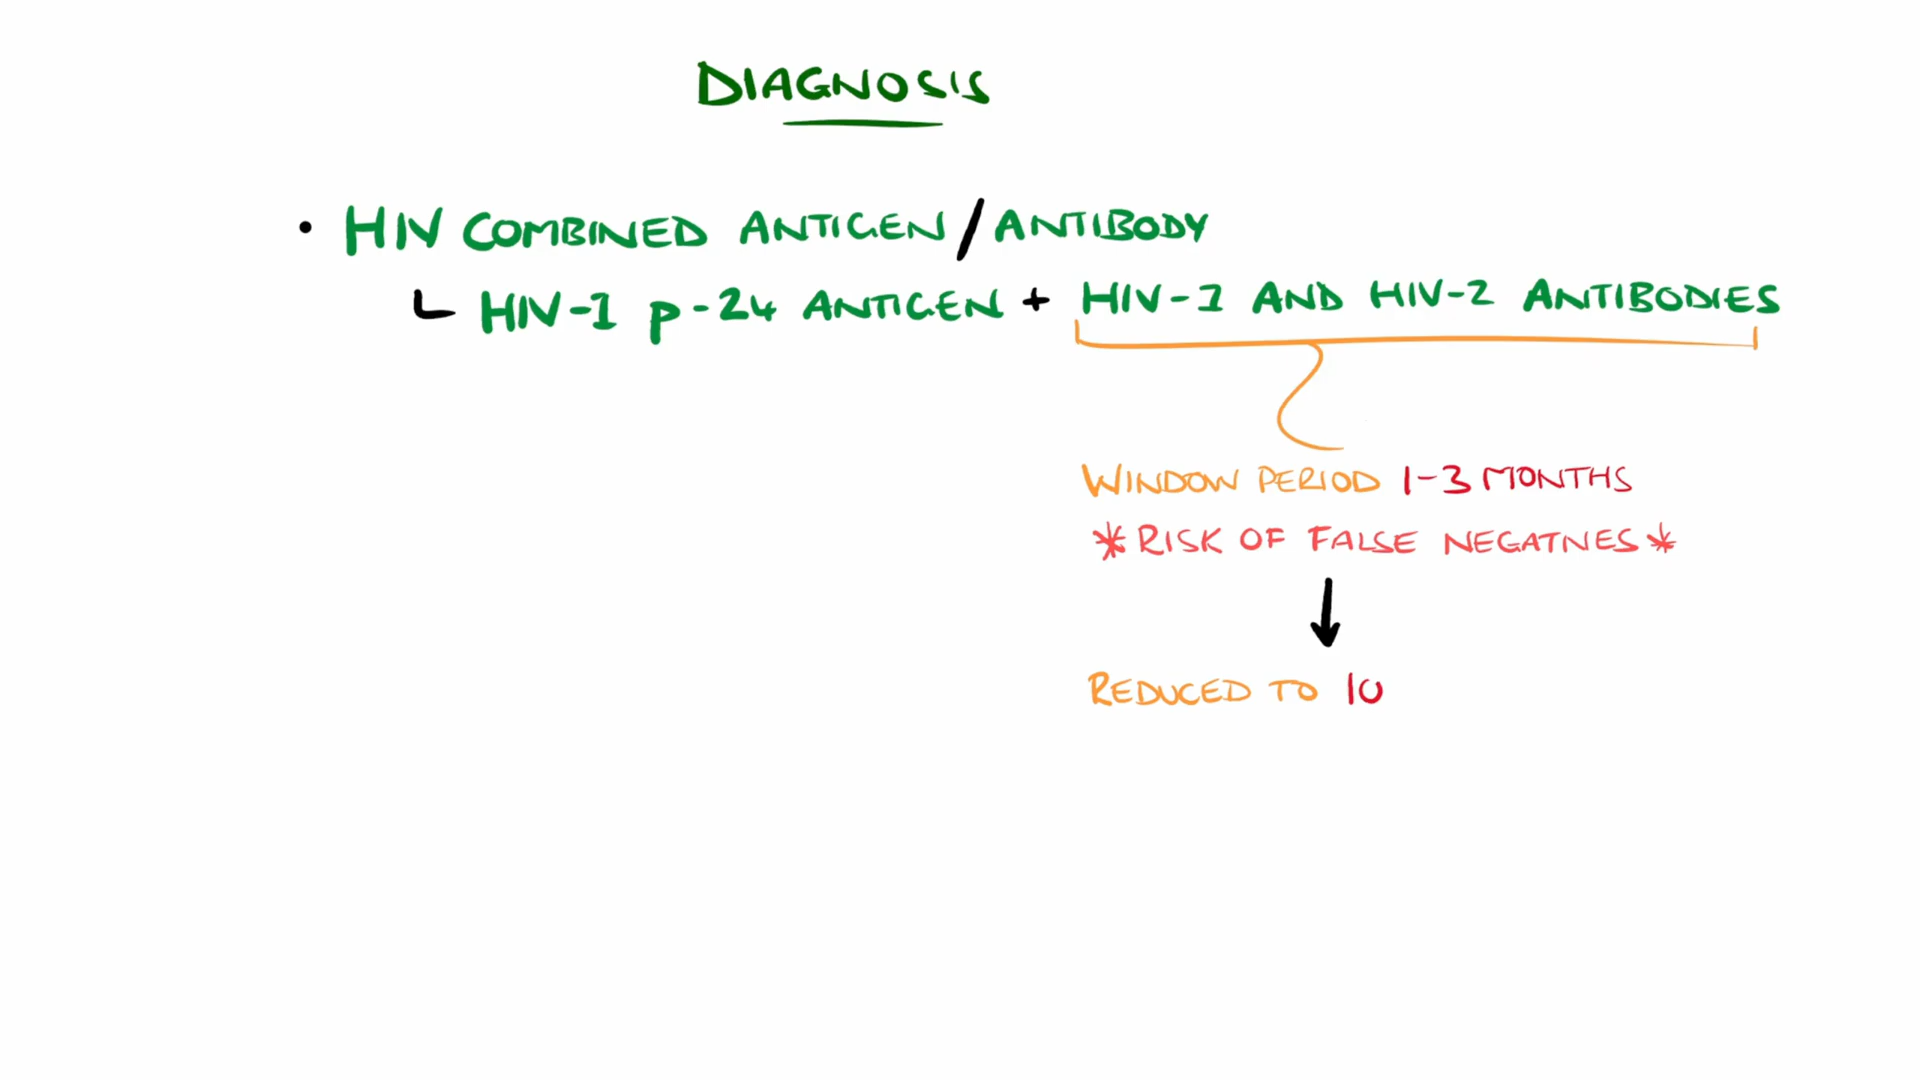 DIAGNOSIS
• HIV COMBINED ANTIGEN/ANTIBODY
HIV-1 p-24 ANTIGEN + HIV-1 AND HIV-2 ANTIBODIES
WINDOW PERIOD 1-3 MONTHS
*RISK OF FALSE NEGATIVES*
REDUCED TO 10